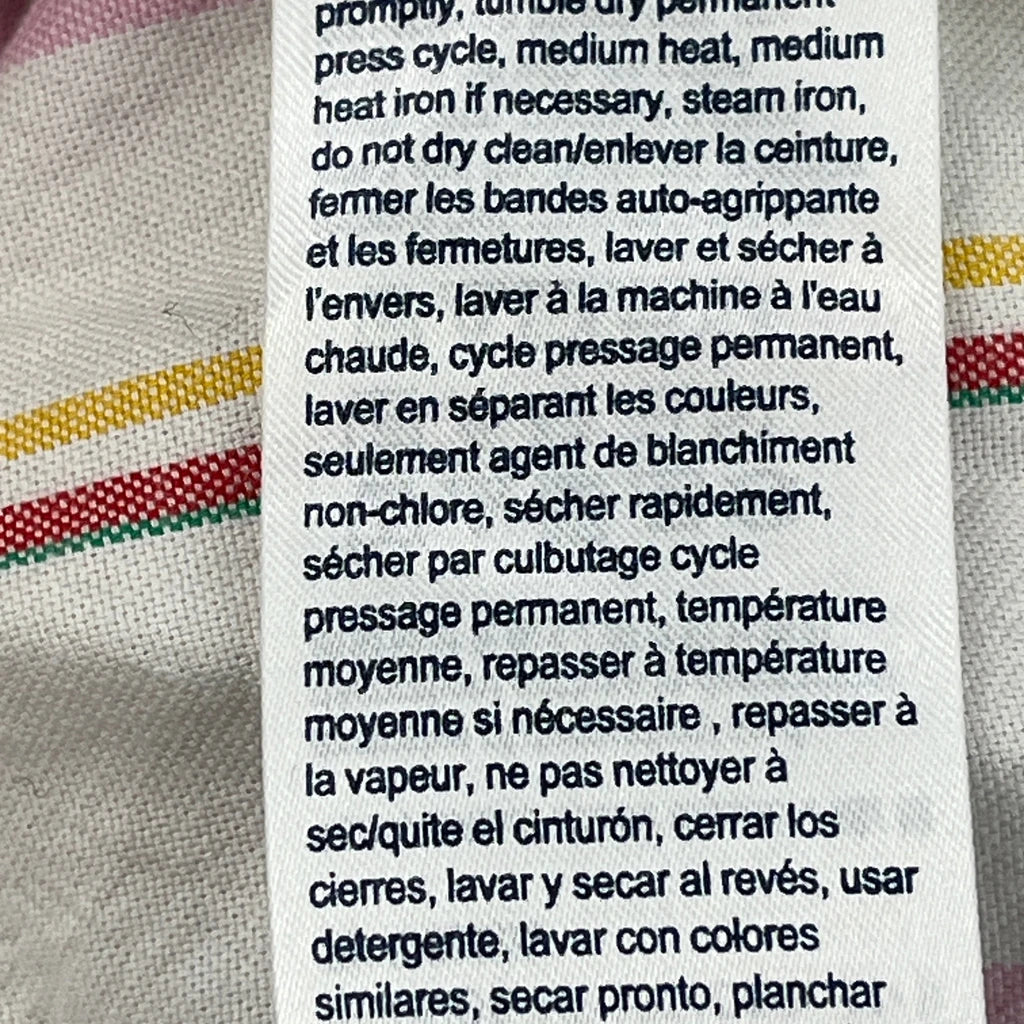 promptly, tumble dry permanent
press cycle, medium heat, medium
heat iron if necessary, steam iron,
do not dry clean/enlever la ceinture,
fermer les bandes auto-agrippante
et les fermetures, laver et sécher à
l'envers, laver à la machine à l'eau
chaude, cycle pressage permanent,
laver en séparant les couleurs,
seulement agent de blanchiment
non-chlore, sécher rapidement,
sécher par culbutage cycle
pressage permanent, température
moyenne, repasser à température
moyenne si nécessaire , repasser à
la vapeur, ne pas nettoyer à
sec/quite el cinturón, cerrar los
cierres, lavar y secar al revés, usar
detergente, lavar con colores
similares, secar pronto, planchar